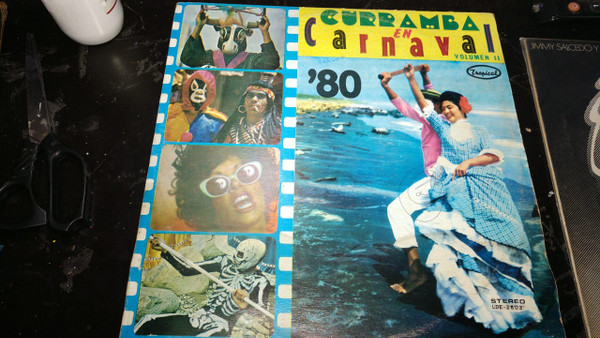 CURRAMBA
EN
Carnaval
VOLUMEN II
'80
Tropical
STEREO
JIMMY SALCEDO Y